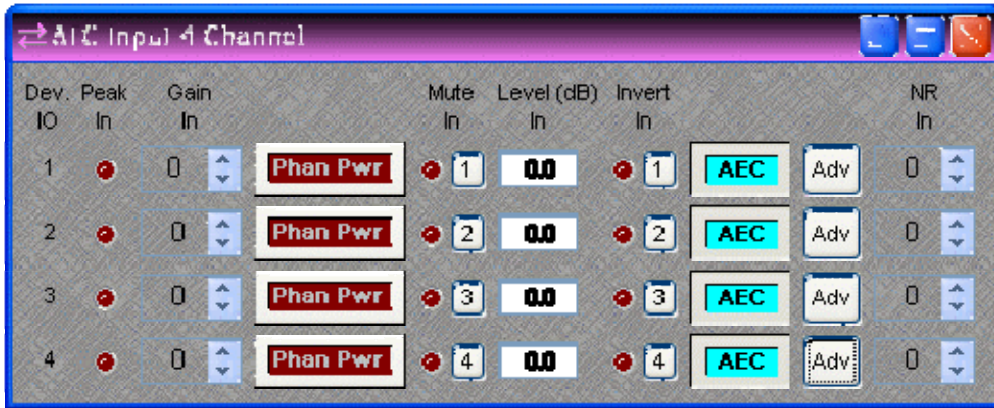 Input 4 Channel
Dev. Peak Gain Mute Level (dB) Invert NR
IO In In In In In In
1 0 Phan Pwr 1 0.0 1 AEC Adv 0
2 0 Phan Pwr 2 0.0 2 AEC Adv 0
3 0 Phan Pwr 3 0.0 3 AEC Adv 0
4 0 Phan Pwr 4 0.0 4 AEC Adv 0